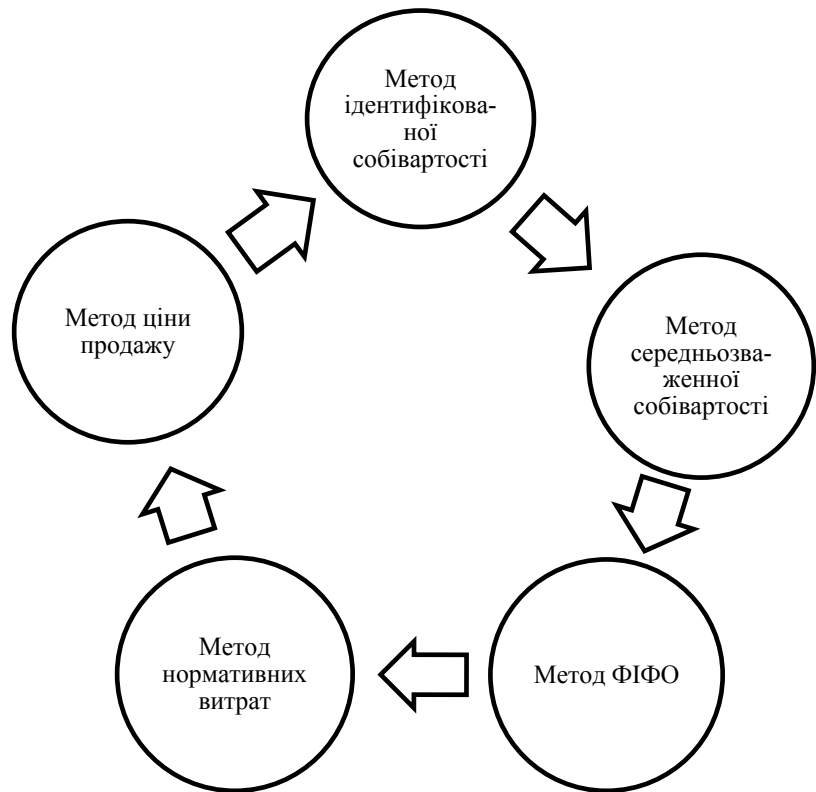 Метод
ідентифікова-
ної
собівартості
Метод
середньозва-
женної
собівартості
Метод ФІФО
Метод
нормативних
витрат
Метод ціни
продажу